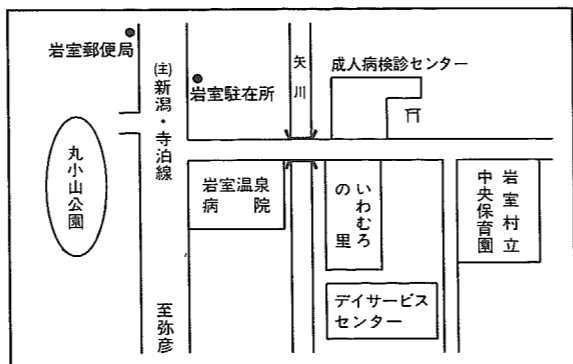 岩室郵便局
(主)新潟・寺泊線
岩室駐在所
矢川
成人病検診センター
丸小山公園
岩室温泉
病院
いわむろ
の里
岩室村立
中央保育園
デイサービス
センター
至弥彦